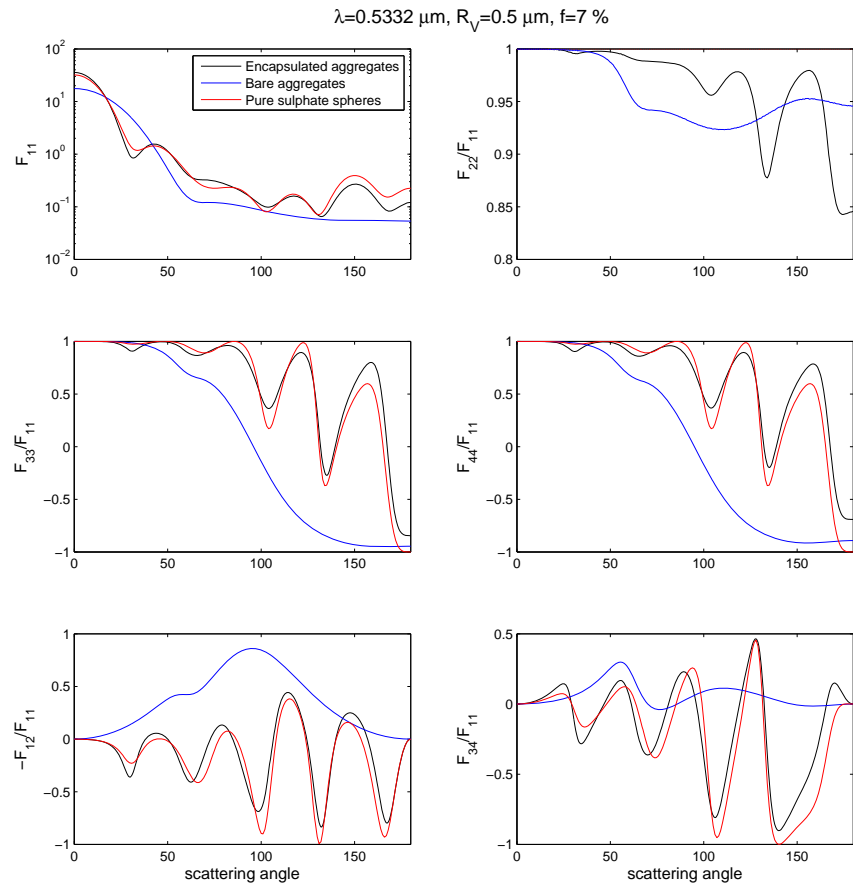 λ=0.5332 μm, R_V=0.5 μm, f=7 %
10^2
10^1
10^0
10^-1
10^-2
F_11
0 50 100 150
Encapsulated aggregates
Bare aggregates
Pure sulphate spheres
1
0.95
0.9
0.85
0.8
F_22/F_11
0 50 100 150
1
0.5
0
−0.5
−1
F_33/F_11
0 50 100 150
1
0.5
0
−0.5
−1
F_44/F_11
0 50 100 150
1
0.5
0
−0.5
−1
−F_12/F_11
0 50 100 150
scattering angle
0.5
0
−0.5
−1
F_34/F_11
0 50 100 150
scattering angle